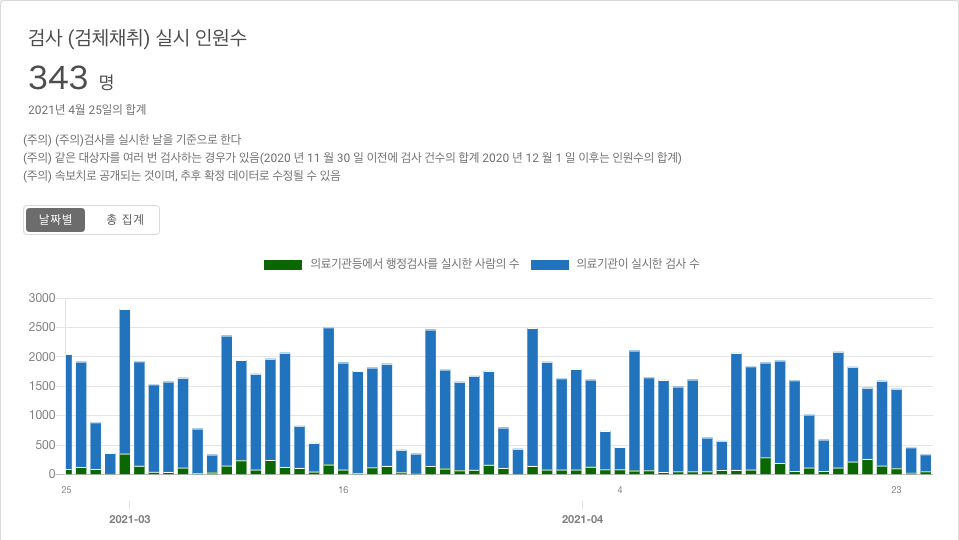 검사 (검체채취) 실시 인원수
343 명
2021년 4월 25일의 합계
(주의) (주의)검사를 실시한 날을 기준으로 한다
(주의) 같은 대상자를 여러 번 검사하는 경우가 있음(2020 년 11 월 30 일 이전에 검사 건수의 합계 2020 년 12 월 1 일 이후는 인원수의 합계)
(주의) 속보치로 공개되는 것이며, 추후 확정 데이터로 수정될 수 있음
날짜별 총 집계
의료기관등에서 행정검사를 실시한 사람의 수 의료기관이 실시한 검사 수
3000
2500
2000
1500
1000
500
0
25 16 4 23
2021-03 2021-04